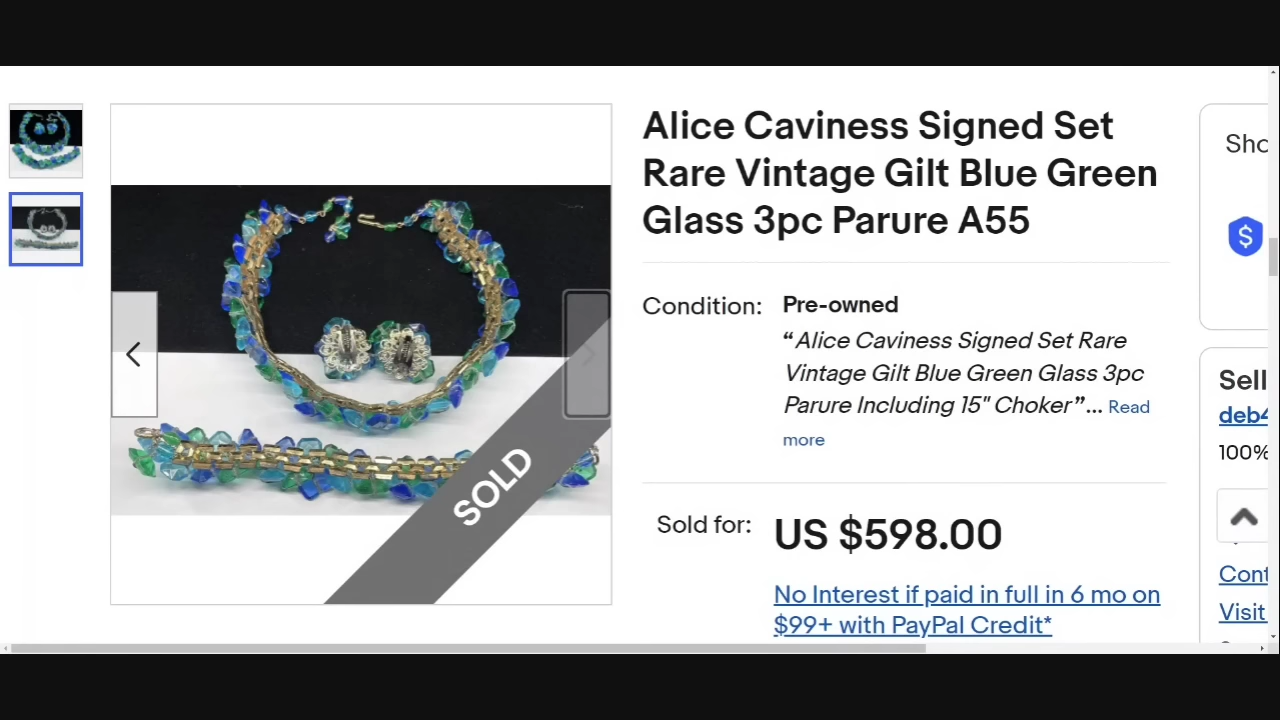 Alice Caviness Signed Set
Rare Vintage Gilt Blue Green
Glass 3pc Parure A55
Condition: Pre-owned
“Alice Caviness Signed Set Rare
Vintage Gilt Blue Green Glass 3pc
Parure Including 15" Choker”... Read
more
SOLD
Sold for: US $598.00
No Interest if paid in full in 6 mo on
$99+ with PayPal Credit*
Sho
$
Sell
deb4
100%
Cont
Visit